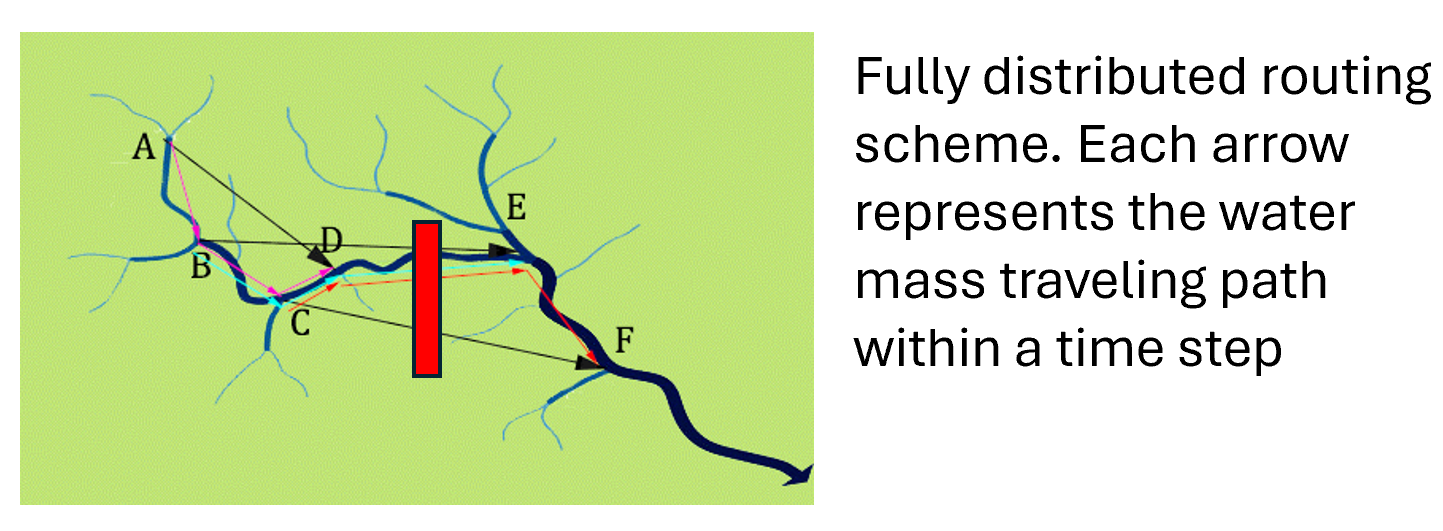 A
B
C
D
E
F
Fully distributed routing
scheme. Each arrow
represents the water
mass traveling path
within a time step